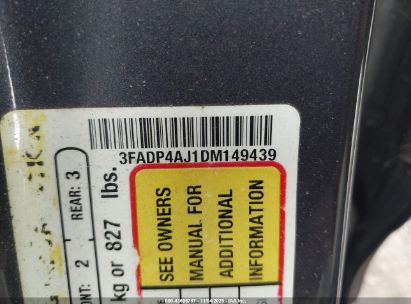 3FADP4AJ1DM149439
REAR: 3
2
kg or 827 lbs.
SEE OWNERS
MANUAL FOR
ADDITIONAL
INFORMATION